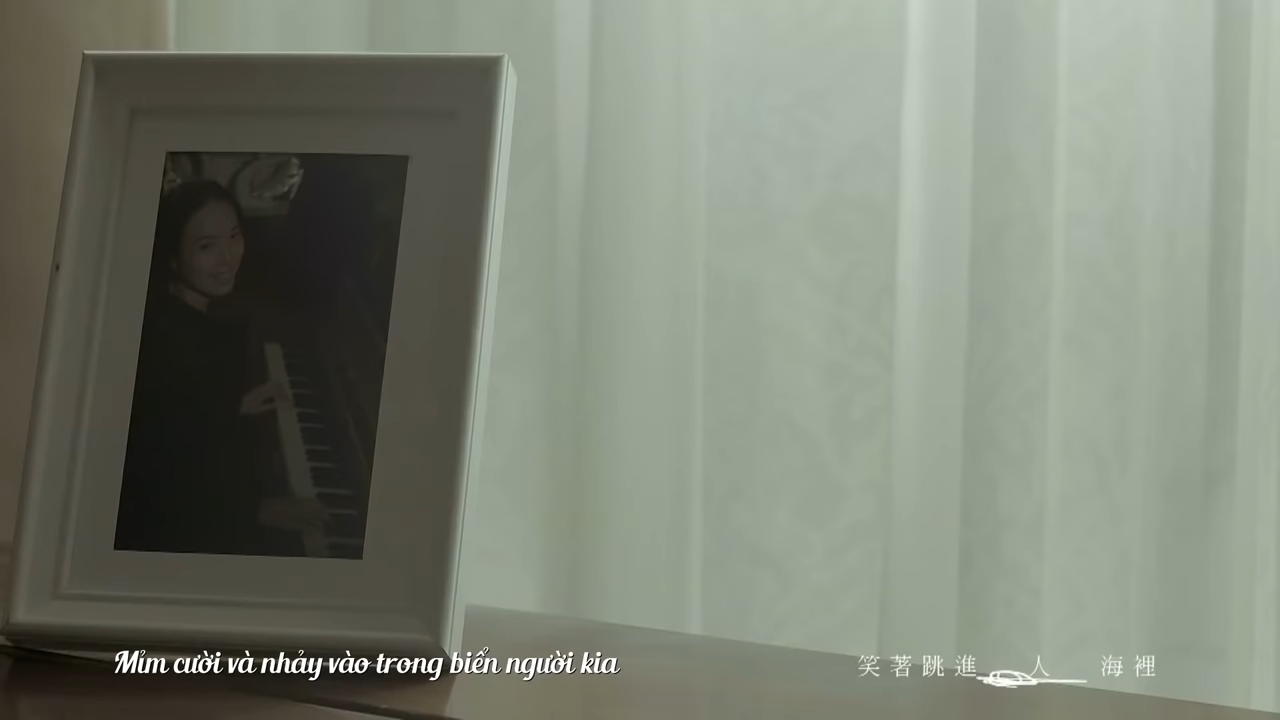 Mỉm cười và nhảy vào trong biển người kia
笑著跳進 人 海裡